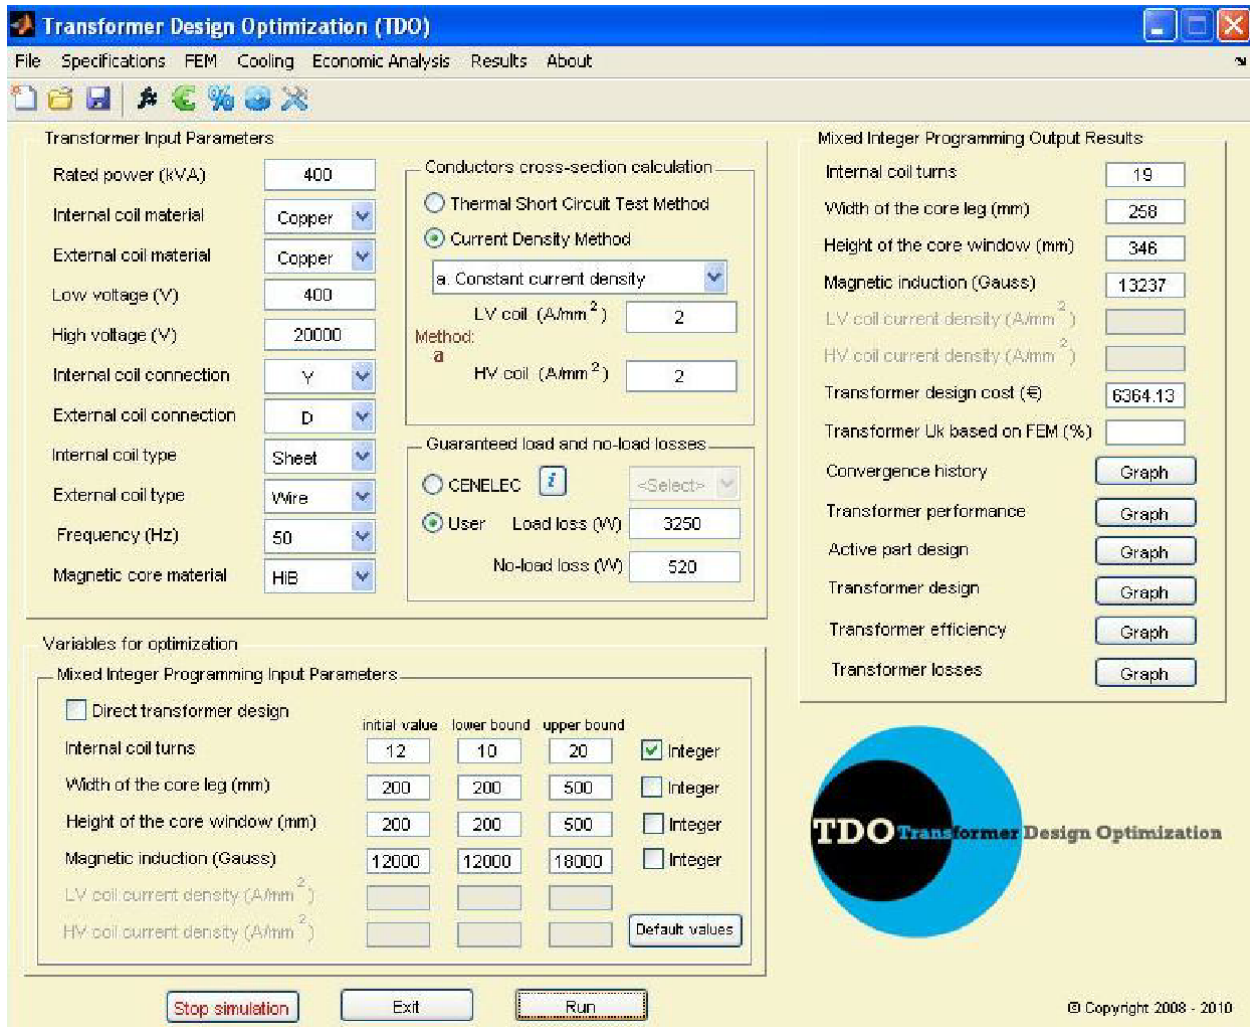 Transformer Design Optimization (TDO)
File Specifications FEM Cooling Economic Analysis Results About
Transformer Input Parameters
Rated power (kVA) 400
Internal coil material Copper
External coil material Copper
Low voltage (V) 400
High voltage (V) 20000
Internal coil connection Y
External coil connection D
Internal coil type Sheet
External coil type Wire
Frequency (Hz) 50
Magnetic core material HiB
Conductors cross-section calculation
Thermal Short Circuit Test Method
Current Density Method
a. Constant current density
LV coil (A/mm²) 2
Method:
a
HV coil (A/mm²) 2
Guaranteed load and no-load losses
CENELEC i <Select>
User Load loss (W) 3250
No-load loss (W) 520
Variables for optimization
Mixed Integer Programming Input Parameters
Direct transformer design
initial value lower bound upper bound
Internal coil turns 12 10 20 Integer
Width of the core leg (mm) 200 200 500 Integer
Height of the core window (mm) 200 200 500 Integer
Magnetic induction (Gauss) 12000 12000 18000 Integer
LV coil current density (A/mm²)
HV coil current density (A/mm²)
Default values
Stop simulation Exit Run
Mixed Integer Programming Output Results
Internal coil turns 19
Width of the core leg (mm) 258
Height of the core window (mm) 346
Magnetic induction (Gauss) 13237
LV coil current density (A/mm²)
HV coil current density (A/mm²)
Transformer design cost (€) 6364.13
Transformer Uk based on FEM (%)
Convergence history Graph
Transformer performance Graph
Active part design Graph
Transformer design Graph
Transformer efficiency Graph
Transformer losses Graph
TDO Transformer Design Optimization
© Copyright 2008 - 2010